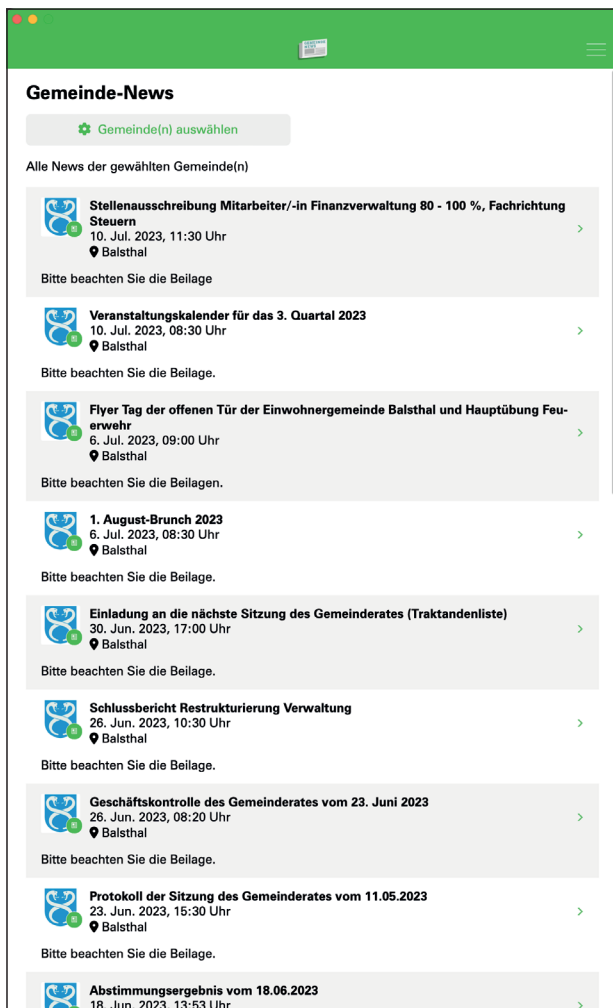 GEMEINDE
NEWS
Gemeinde-News
Gemeinde(n) auswählen
Alle News der gewählten Gemeinde(n)
Stellenausschreibung Mitarbeiter/-in Finanzverwaltung 80 - 100 %, Fachrichtung
Steuern
10. Jul. 2023, 11:30 Uhr
Balsthal
Bitte beachten Sie die Beilage
Veranstaltungskalender für das 3. Quartal 2023
10. Jul. 2023, 08:30 Uhr
Balsthal
Bitte beachten Sie die Beilage.
Flyer Tag der offenen Tür der Einwohnergemeinde Balsthal und Hauptübung Feu-
erwehr
6. Jul. 2023, 09:00 Uhr
Balsthal
Bitte beachten Sie die Beilagen.
1. August-Brunch 2023
6. Jul. 2023, 08:30 Uhr
Balsthal
Bitte beachten Sie die Beilage.
Einladung an die nächste Sitzung des Gemeinderates (Traktandenliste)
30. Jun. 2023, 17:00 Uhr
Balsthal
Bitte beachten Sie die Beilage.
Schlussbericht Restrukturierung Verwaltung
26. Jun. 2023, 10:30 Uhr
Balsthal
Bitte beachten Sie die Beilage.
Geschäftskontrolle des Gemeinderates vom 23. Juni 2023
26. Jun. 2023, 08:20 Uhr
Balsthal
Bitte beachten Sie die Beilage.
Protokoll der Sitzung des Gemeinderates vom 11.05.2023
23. Jun. 2023, 15:30 Uhr
Balsthal
Bitte beachten Sie die Beilage.
Abstimmungsergebnis vom 18.06.2023
18. Jun. 2023, 13:53 Uhr